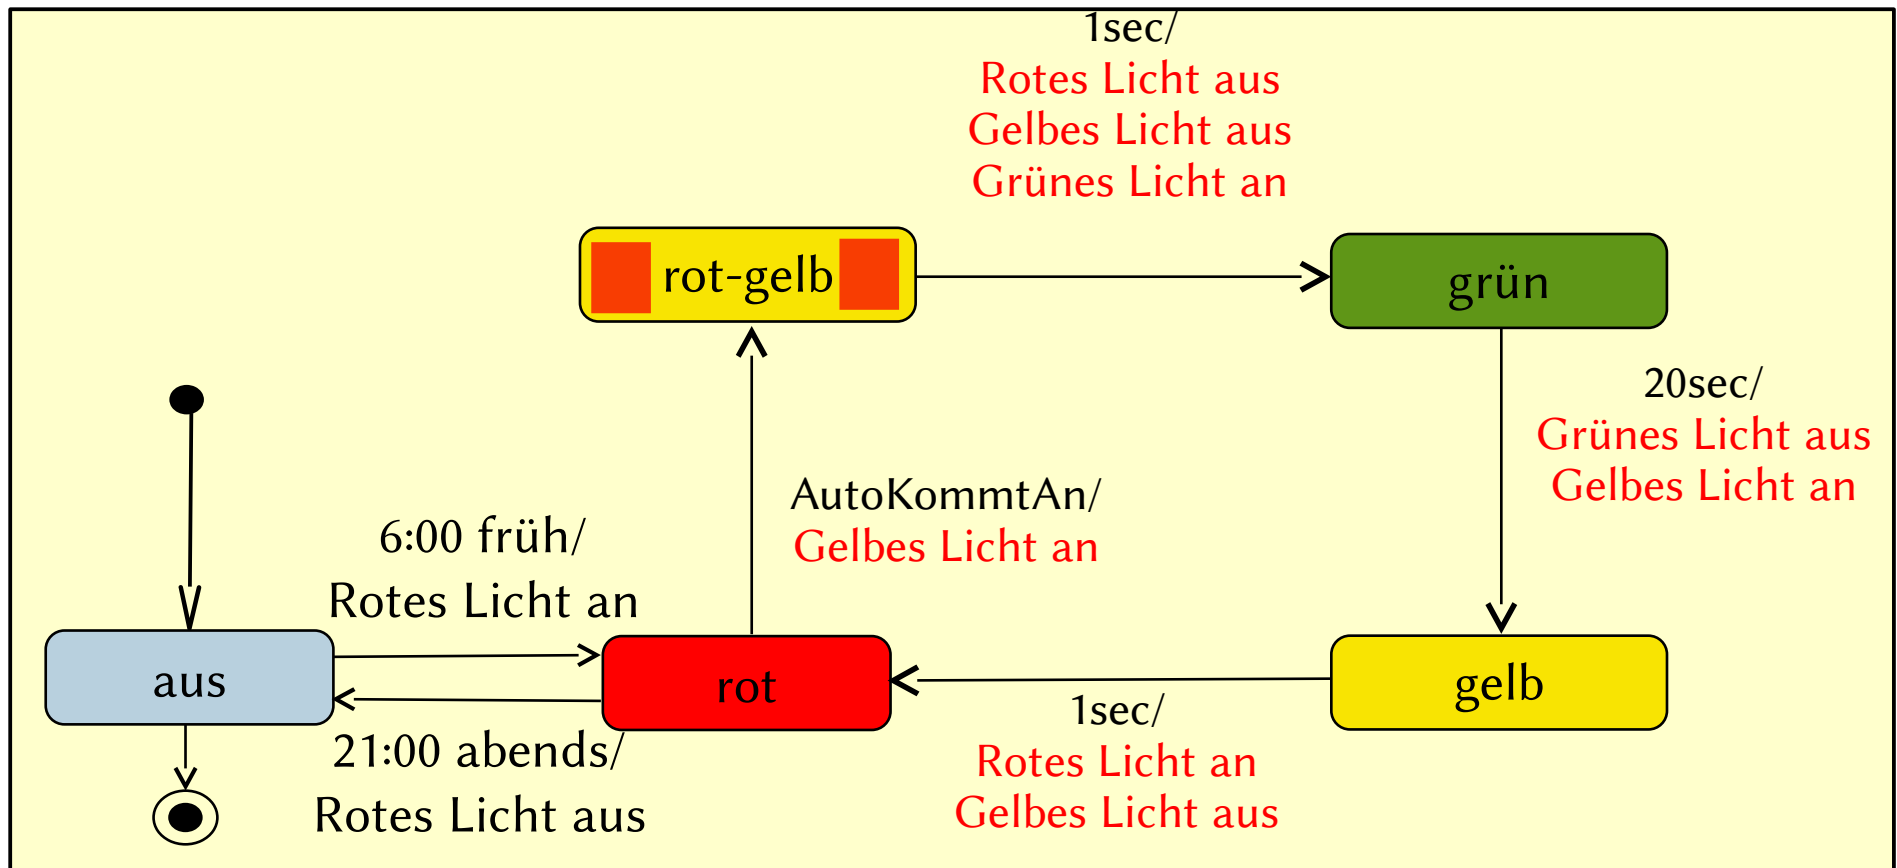 1sec/
Rotes Licht aus
Gelbes Licht aus
Grünes Licht an
rot-gelb
grün
20sec/
Grünes Licht aus
Gelbes Licht an
AutoKommtAn/
Gelbes Licht an
6:00 früh/
Rotes Licht an
aus
rot
gelb
21:00 abends/
Rotes Licht aus
1sec/
Rotes Licht an
Gelbes Licht aus